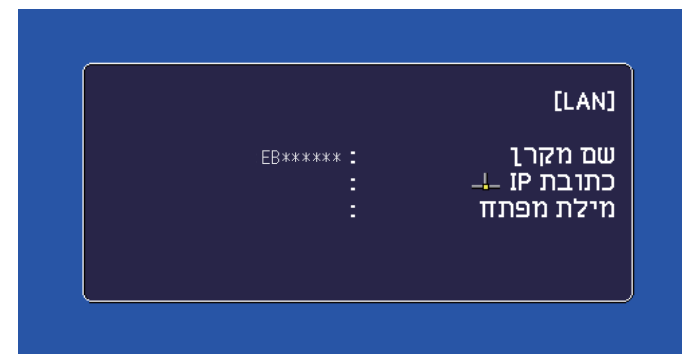 [LAN]
שם מקרן : EB******
כתובת IP :
מילת מפתח :